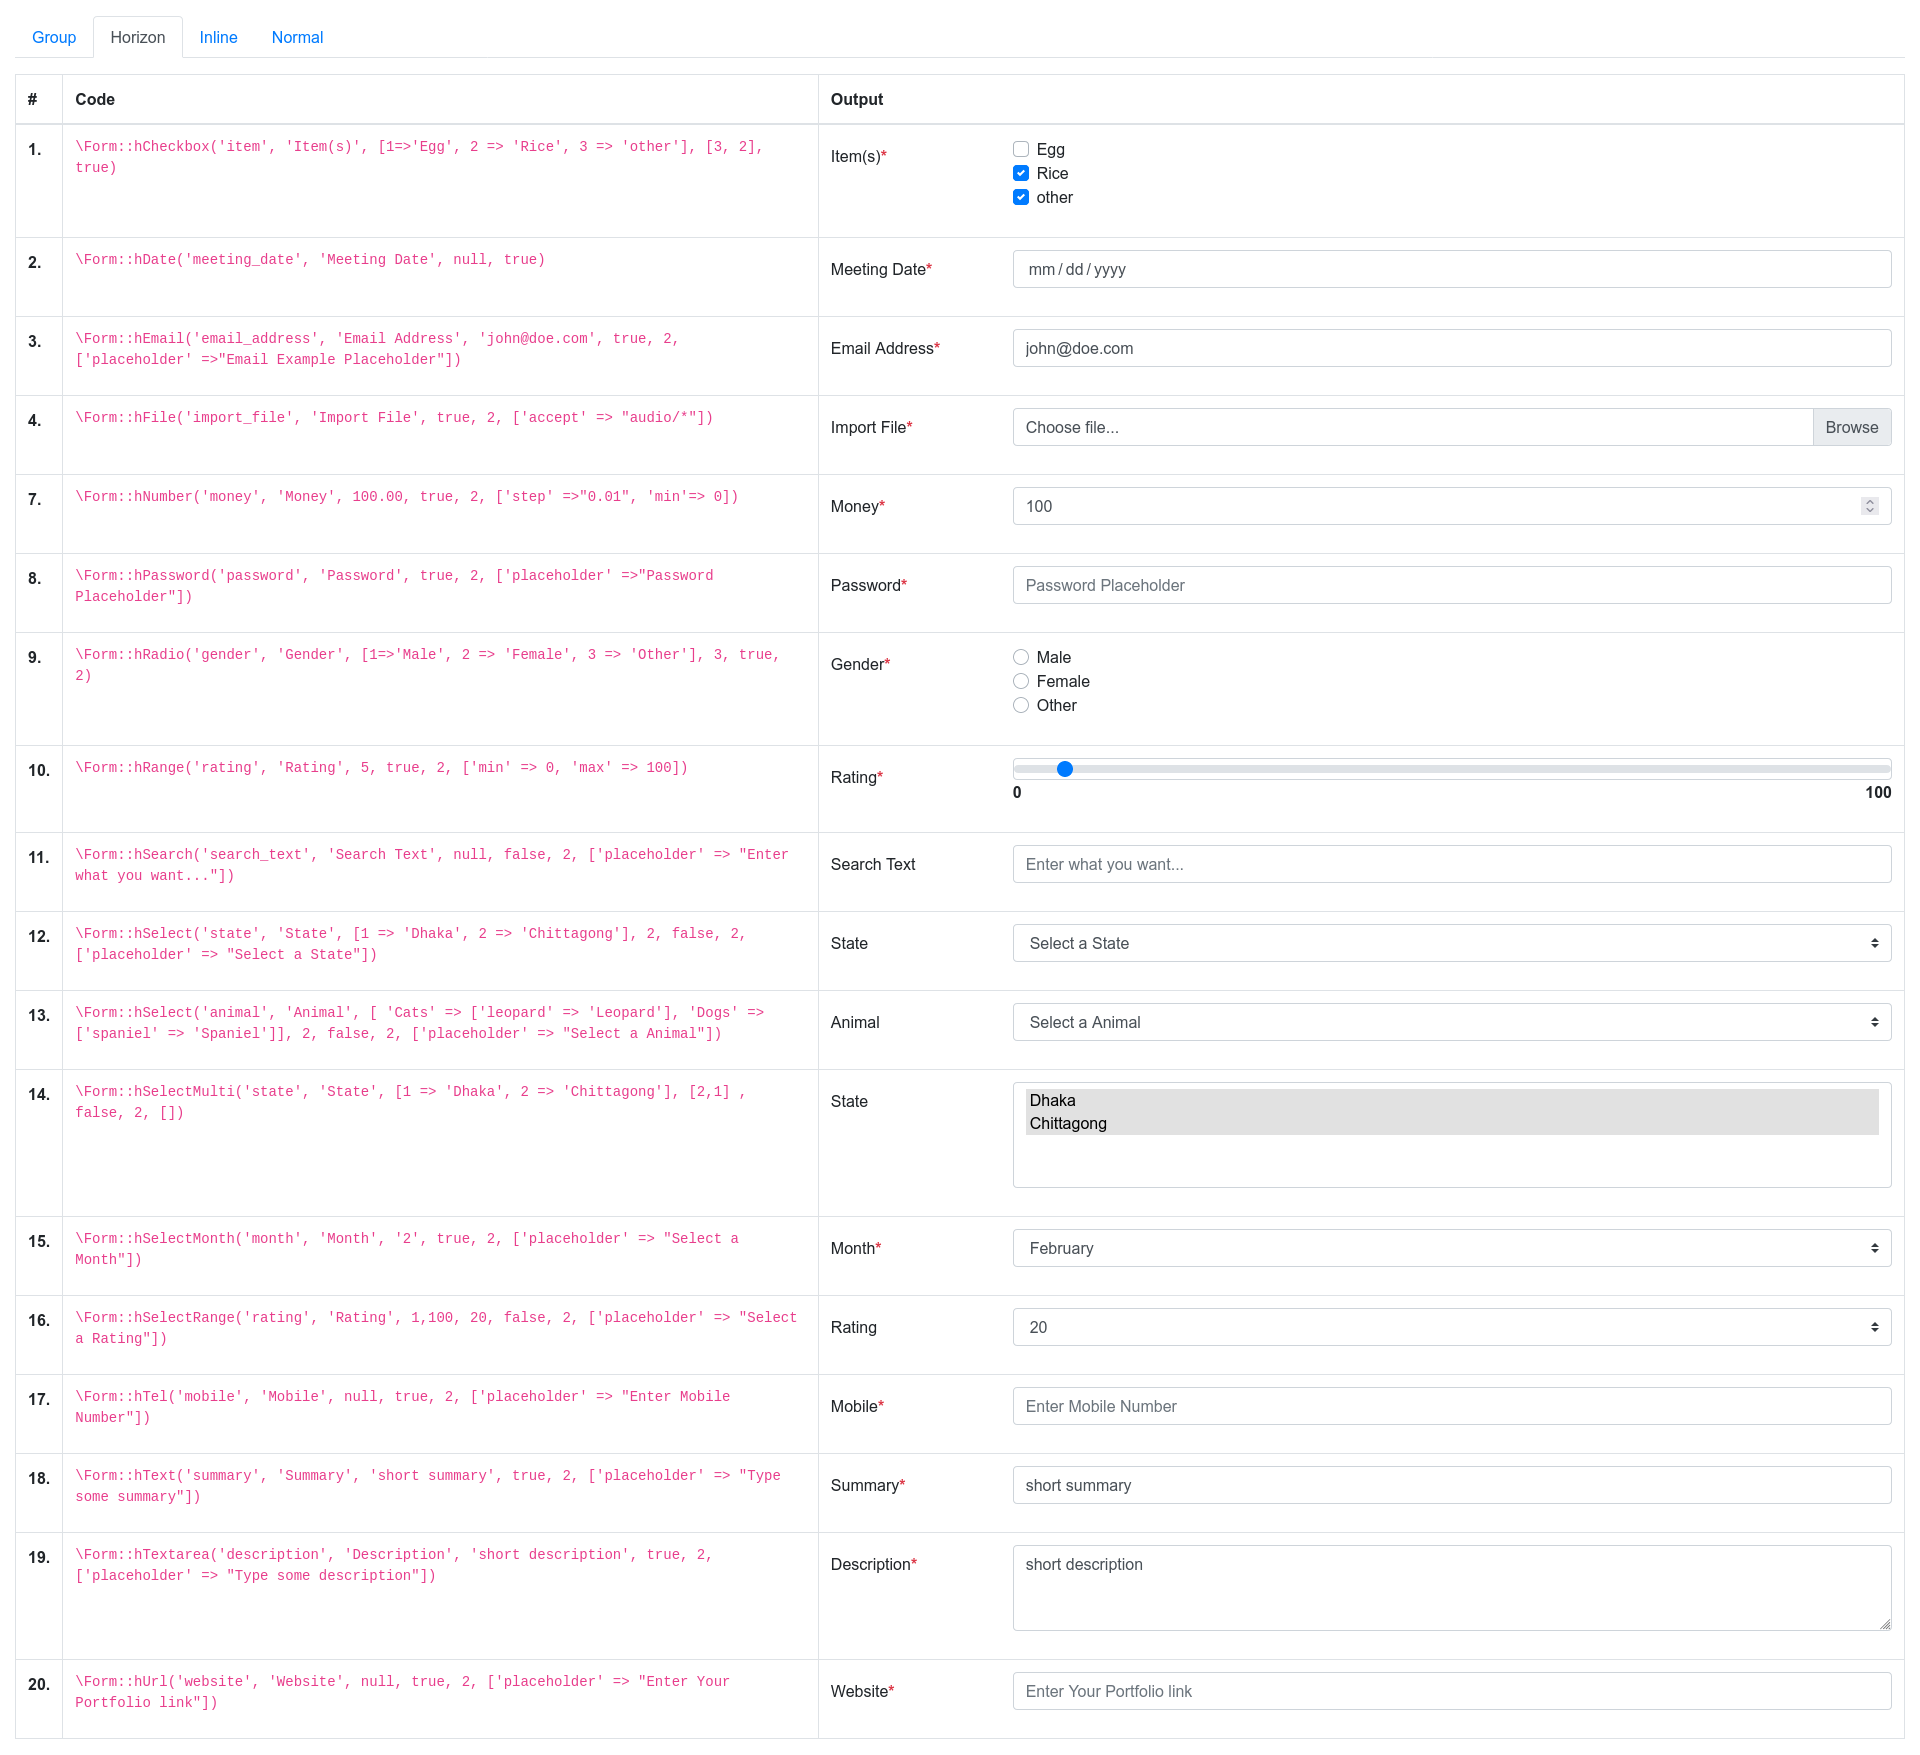 Group Horizon Inline Normal
# Code Output
1. \Form::hCheckbox('item', 'Item(s)', [1=>'Egg', 2 => 'Rice', 3 => 'other'], [3, 2],
true)
Item(s)*
Egg
Rice
other
2. \Form::hDate('meeting_date', 'Meeting Date', null, true)
Meeting Date* mm/dd/yyyy
3. \Form::hEmail('email_address', 'Email Address', 'john@doe.com', true, 2,
['placeholder' =>"Email Example Placeholder"])
Email Address* john@doe.com
4. \Form::hFile('import_file', 'Import File', true, 2, ['accept' => "audio/*"])
Import File* Choose file... Browse
7. \Form::hNumber('money', 'Money', 100.00, true, 2, ['step' =>"0.01", 'min'=> 0])
Money* 100
8. \Form::hPassword('password', 'Password', true, 2, ['placeholder' =>"Password
Placeholder"])
Password* Password Placeholder
9. \Form::hRadio('gender', 'Gender', [1=>'Male', 2 => 'Female', 3 => 'Other'], 3, true,
2)
Gender*
Male
Female
Other
10. \Form::hRange('rating', 'Rating', 5, true, 2, ['min' => 0, 'max' => 100])
Rating*
0 100
11. \Form::hSearch('search_text', 'Search Text', null, false, 2, ['placeholder' => "Enter
what you want..."])
Search Text Enter what you want...
12. \Form::hSelect('state', 'State', [1 => 'Dhaka', 2 => 'Chittagong'], 2, false, 2,
['placeholder' => "Select a State"])
State Select a State
13. \Form::hSelect('animal', 'Animal', [ 'Cats' => ['leopard' => 'Leopard'], 'Dogs' =>
['spaniel' => 'Spaniel']], 2, false, 2, ['placeholder' => "Select a Animal"])
Animal Select a Animal
14. \Form::hSelectMulti('state', 'State', [1 => 'Dhaka', 2 => 'Chittagong'], [2,1] ,
false, 2, [])
State
Dhaka
Chittagong
15. \Form::hSelectMonth('month', 'Month', '2', true, 2, ['placeholder' => "Select a
Month"])
Month* February
16. \Form::hSelectRange('rating', 'Rating', 1,100, 20, false, 2, ['placeholder' => "Select
a Rating"])
Rating 20
17. \Form::hTel('mobile', 'Mobile', null, true, 2, ['placeholder' => "Enter Mobile
Number"])
Mobile* Enter Mobile Number
18. \Form::hText('summary', 'Summary', 'short summary', true, 2, ['placeholder' => "Type
some summary"])
Summary* short summary
19. \Form::hTextarea('description', 'Description', 'short description', true, 2,
['placeholder' => "Type some description"])
Description* short description
20. \Form::hUrl('website', 'Website', null, true, 2, ['placeholder' => "Enter Your
Portfolio link"])
Website* Enter Your Portfolio link